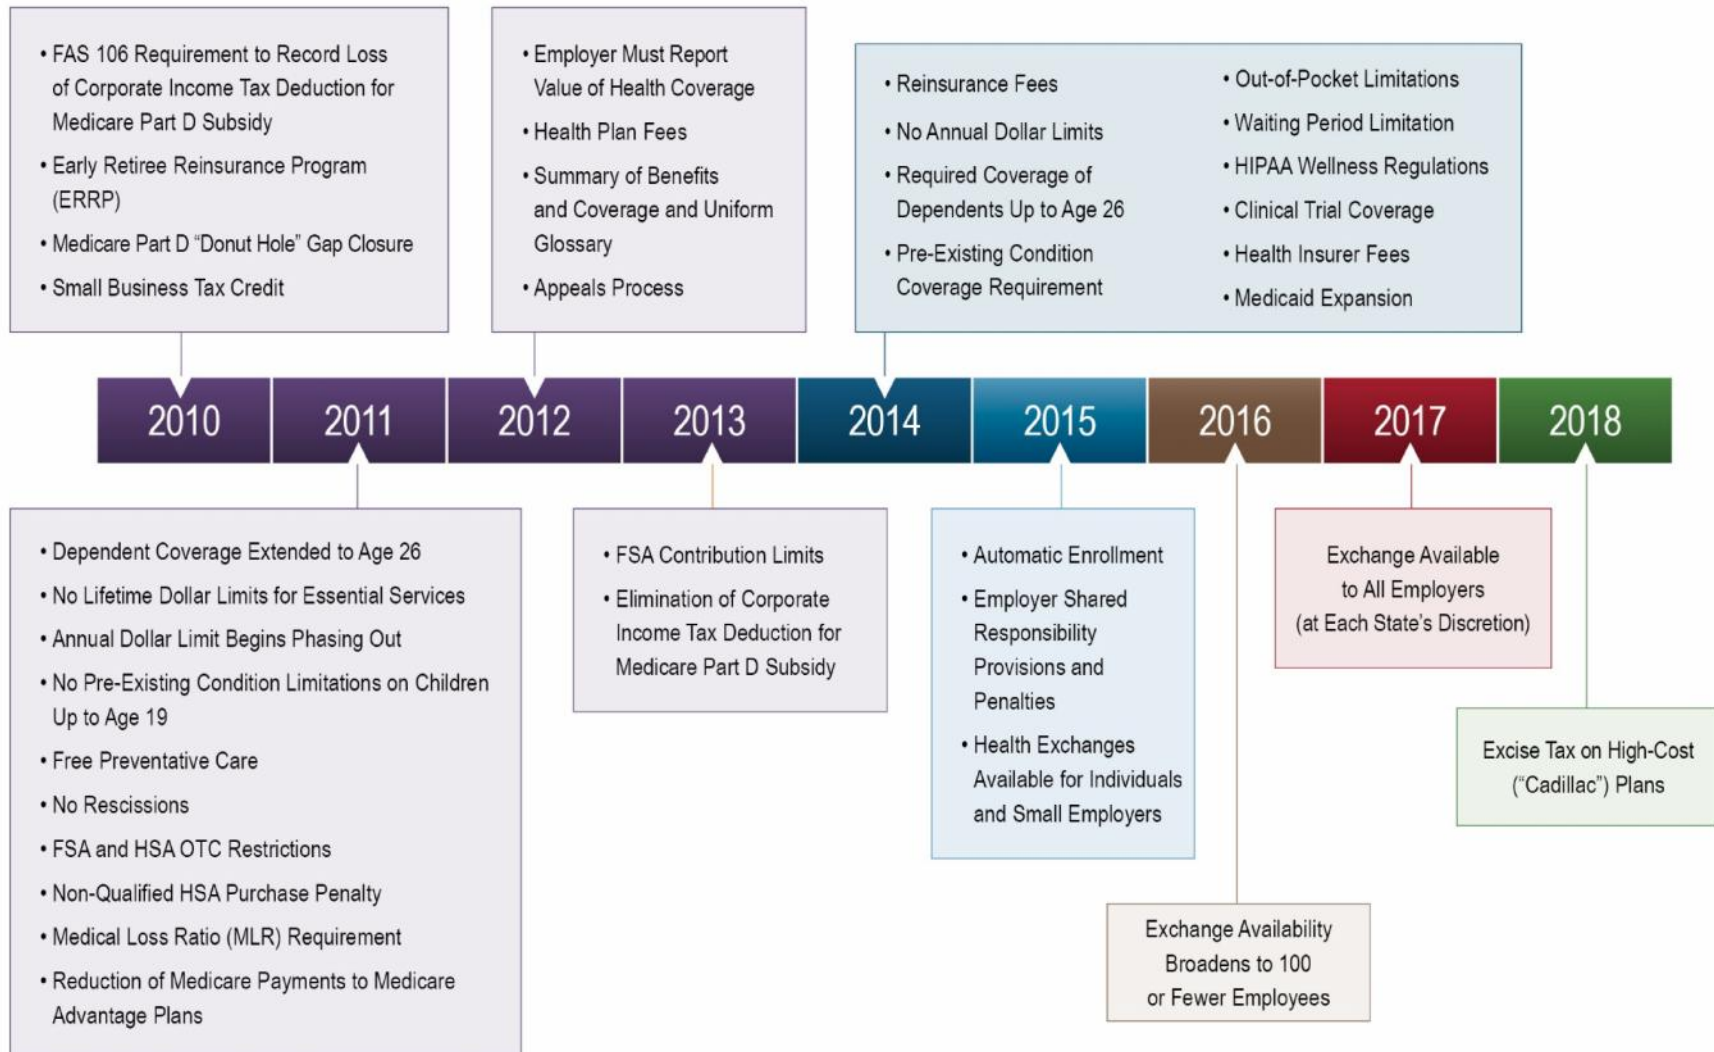 • FAS 106 Requirement to Record Loss
of Corporate Income Tax Deduction for
Medicare Part D Subsidy
• Early Retiree Reinsurance Program
(ERRP)
• Medicare Part D “Donut Hole” Gap Closure
• Small Business Tax Credit
• Employer Must Report
Value of Health Coverage
• Health Plan Fees
• Summary of Benefits
and Coverage and Uniform
Glossary
• Appeals Process
• Reinsurance Fees
• No Annual Dollar Limits
• Required Coverage of
Dependents Up to Age 26
• Pre-Existing Condition
Coverage Requirement
• Out-of-Pocket Limitations
• Waiting Period Limitation
• HIPAA Wellness Regulations
• Clinical Trial Coverage
• Health Insurer Fees
• Medicaid Expansion
2010 2011 2012 2013 2014 2015 2016 2017 2018
• Dependent Coverage Extended to Age 26
• No Lifetime Dollar Limits for Essential Services
• Annual Dollar Limit Begins Phasing Out
• No Pre-Existing Condition Limitations on Children
Up to Age 19
• Free Preventative Care
• No Rescissions
• FSA and HSA OTC Restrictions
• Non-Qualified HSA Purchase Penalty
• Medical Loss Ratio (MLR) Requirement
• Reduction of Medicare Payments to Medicare
Advantage Plans
• FSA Contribution Limits
• Elimination of Corporate
Income Tax Deduction for
Medicare Part D Subsidy
• Automatic Enrollment
• Employer Shared
Responsibility
Provisions and
Penalties
• Health Exchanges
Available for Individuals
and Small Employers
Exchange Availability
Broadens to 100
or Fewer Employees
Exchange Available
to All Employers
(at Each State’s Discretion)
Excise Tax on High-Cost
(“Cadillac”) Plans